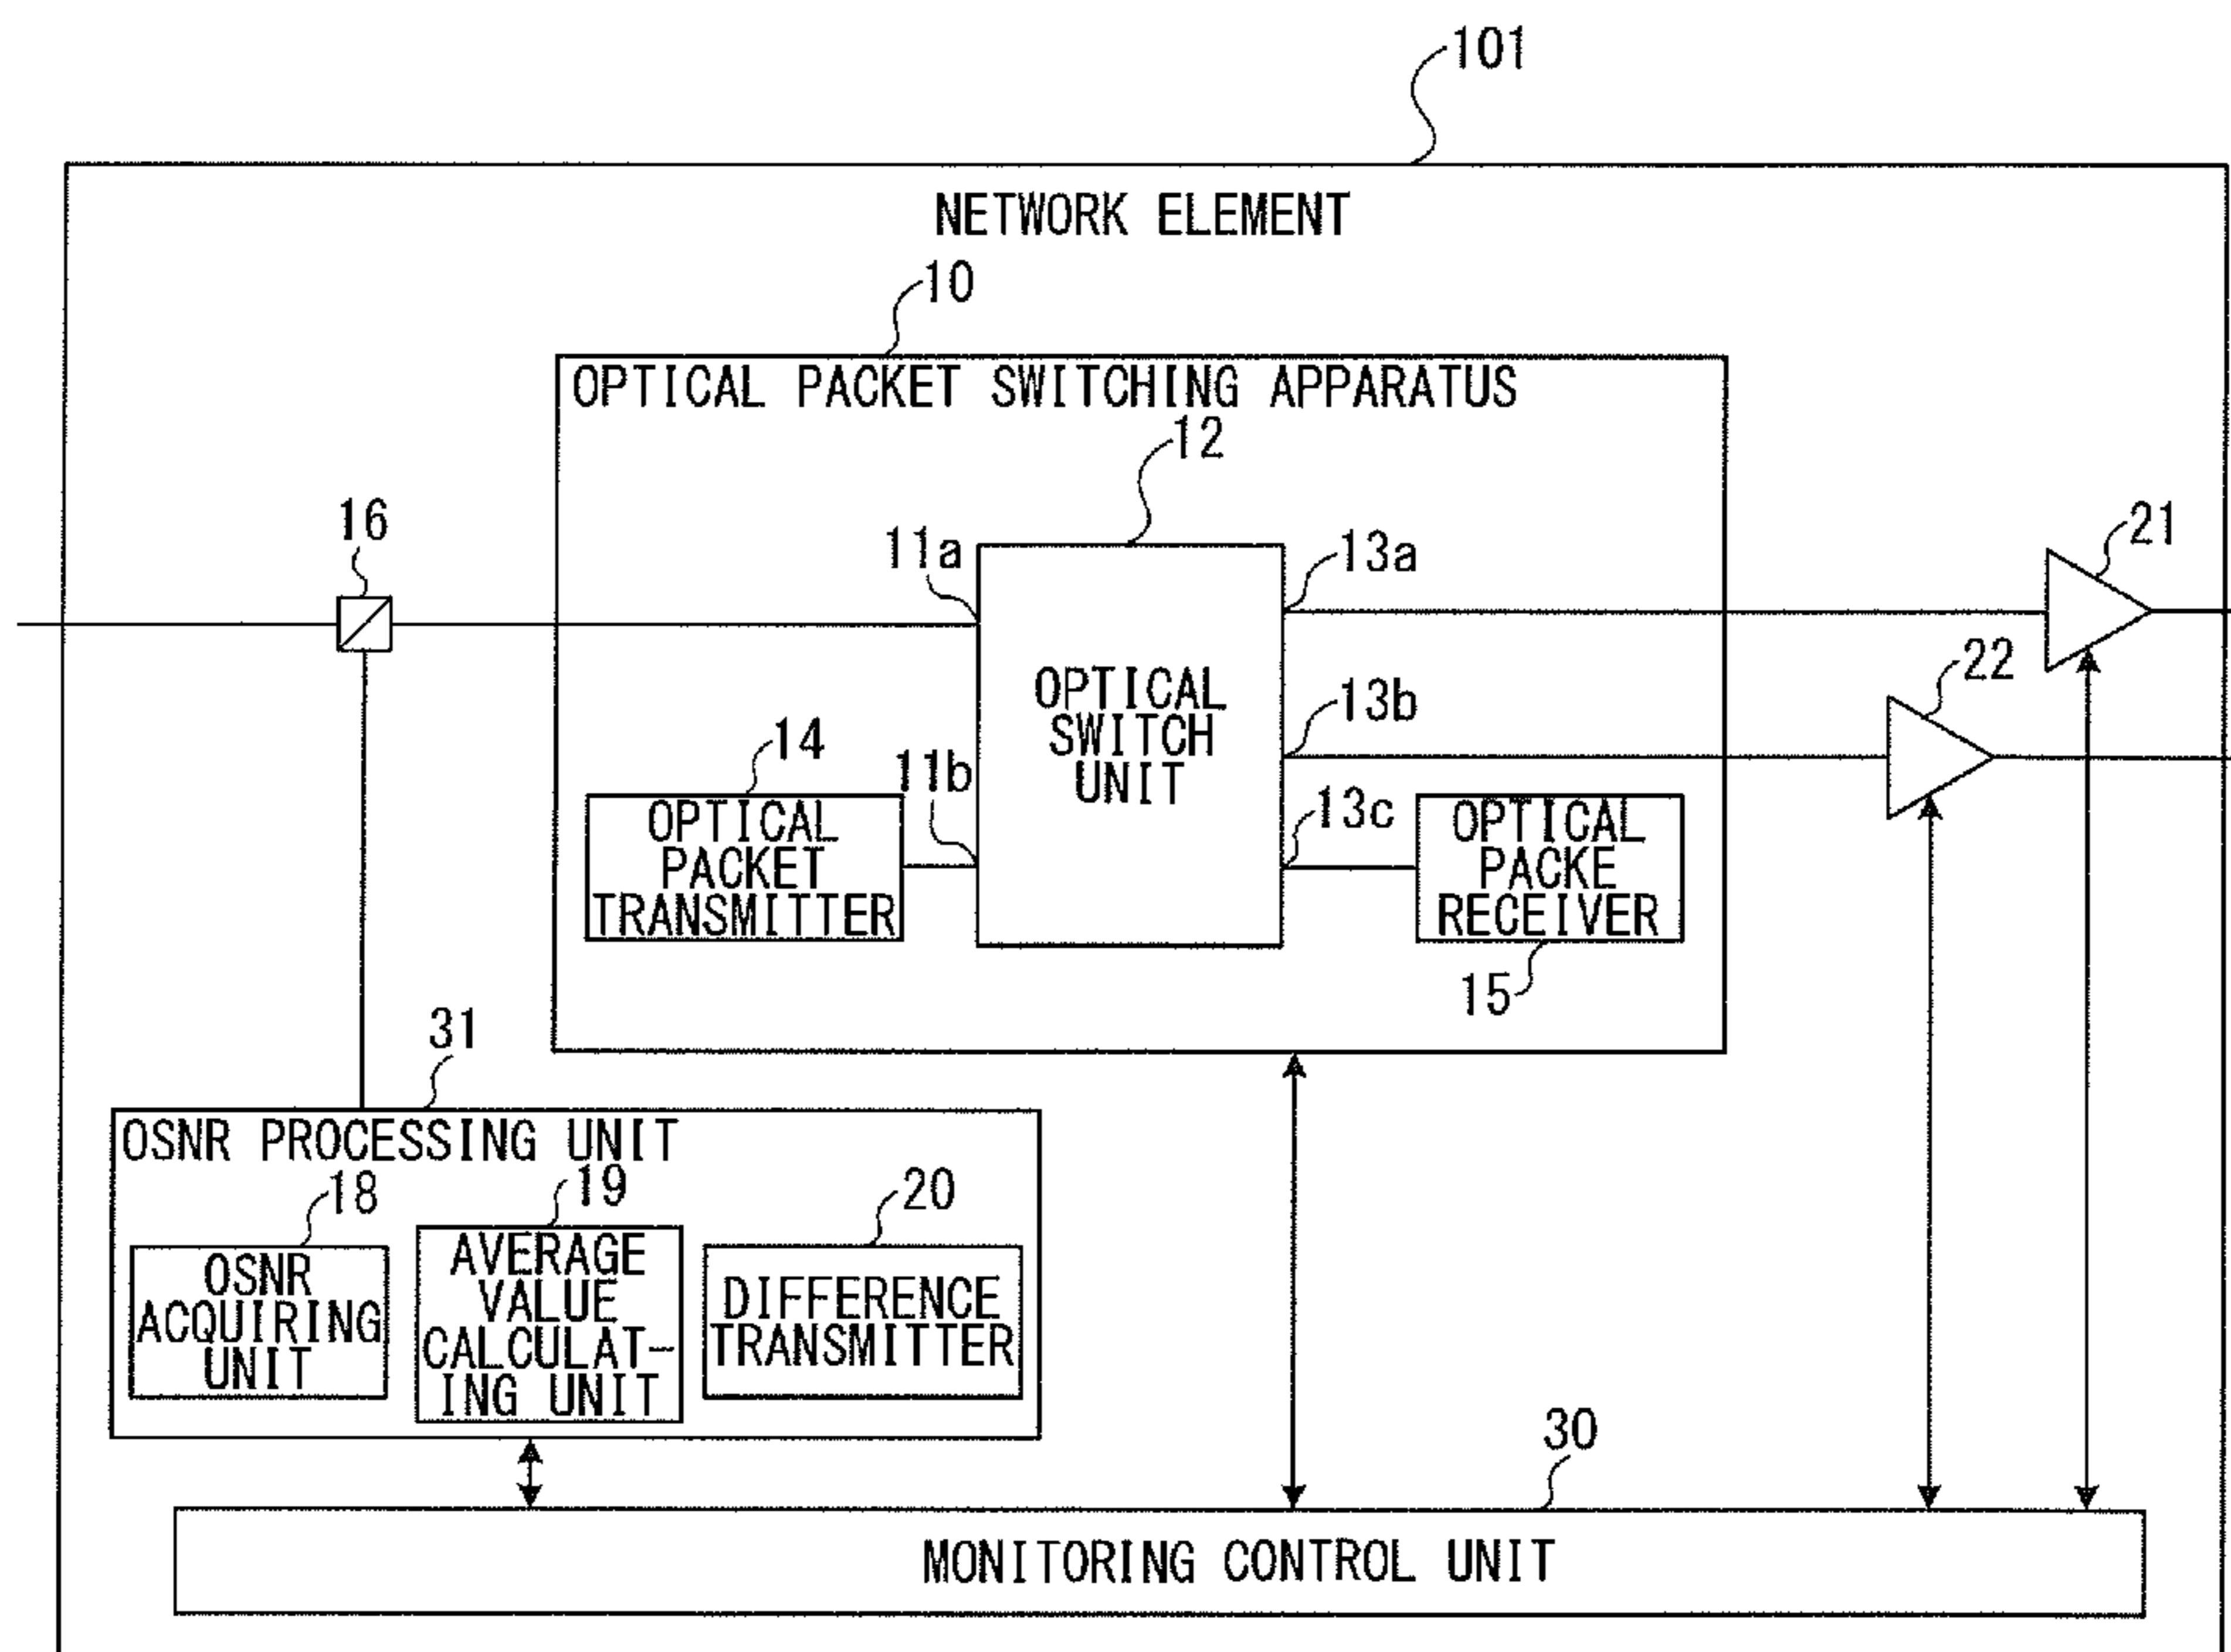 101
NETWORK ELEMENT
10
OPTICAL PACKET SWITCHING APPARATUS
12
16
11a
13a
21
OPTICAL
SWITCH
UNIT
22
13b
14
11b
13c
OPTICAL
PACKET
TRANSMITTER
OPTICAL
PACKE
RECEIVER
15
31
OSNR PROCESSING UNIT
18
19
20
OSNR
ACQUIRING
UNIT
AVERAGE
VALUE
CALCULAT-
ING UNIT
DIFFERENCE
TRANSMITTER
30
MONITORING CONTROL UNIT